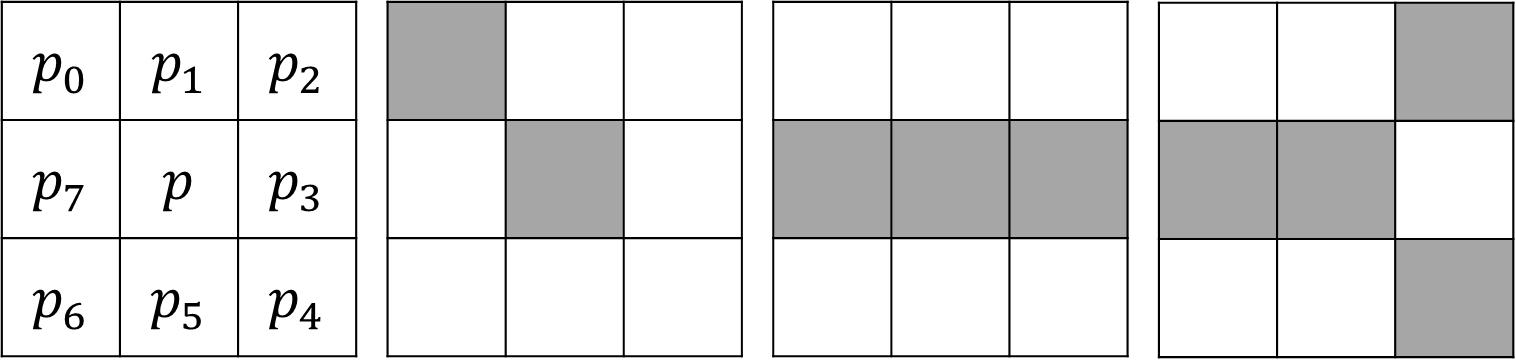 p₀ p₁ p₂
p₇ p p₃
p₆ p₅ p₄